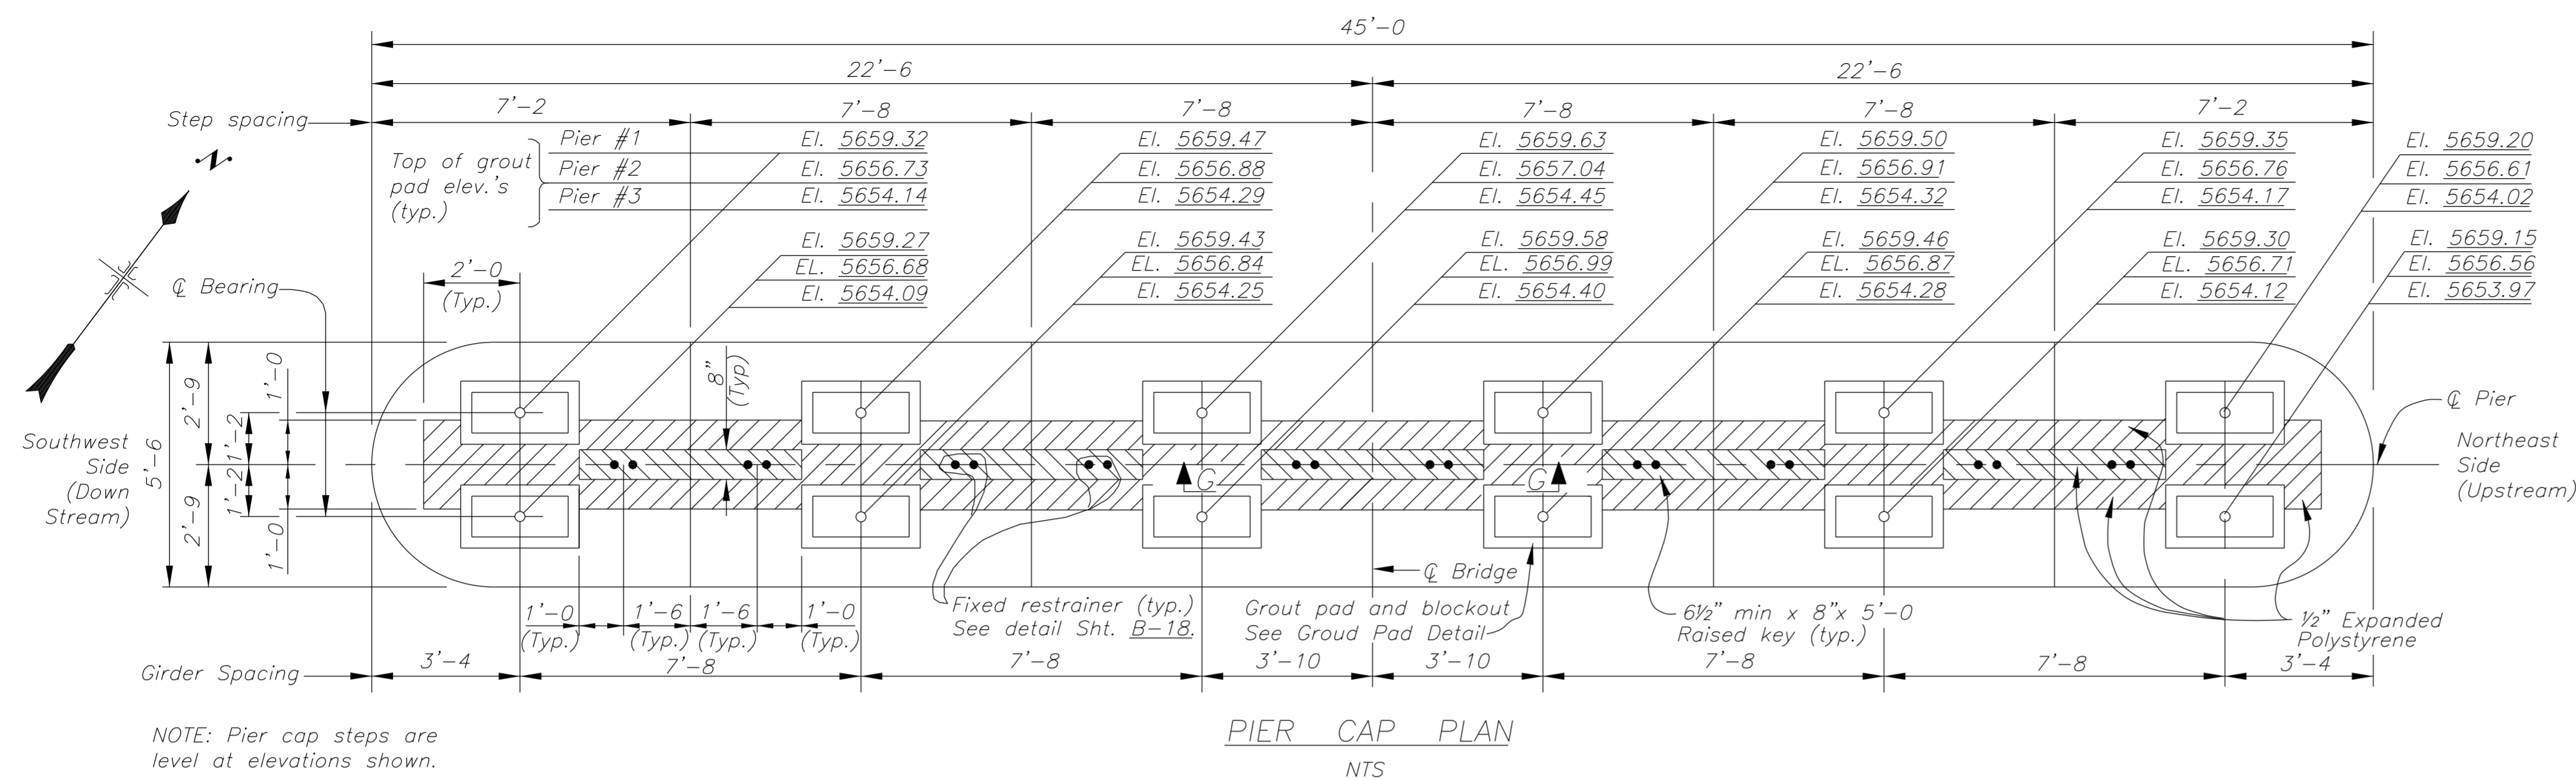 45'-0
22'-6 22'-6
Step spacing 7'-2 7'-8 7'-8 7'-8 7'-8 7'-2
N
Top of grout
pad elev.'s
(typ.)
Pier #1 El. 5659.32 El. 5659.47 El. 5659.63 El. 5659.50 El. 5659.35 El. 5659.20
Pier #2 El. 5656.73 El. 5656.88 El. 5657.04 El. 5656.91 El. 5656.76 El. 5656.61
Pier #3 El. 5654.14 El. 5654.29 El. 5654.45 El. 5654.32 El. 5654.17 El. 5654.02
El. 5659.27 El. 5659.43 El. 5659.58 El. 5659.46 El. 5659.30 El. 5659.15
EL. 5656.68 EL. 5656.84 EL. 5656.99 EL. 5656.87 EL. 5656.71 El. 5656.56
El. 5654.09 El. 5654.25 El. 5654.40 El. 5654.28 El. 5654.12 El. 5653.97
2'-0
(Typ.)
℄ Bearing
8"
(Typ)
5'-6
2'-9
2'-9
1'-2
1'-2
1'-0
1'-0
Southwest
Side
(Down
Stream)
G G
℄ Pier
Northeast
Side
(Upstream)
℄ Bridge
1'-0 1'-6 1'-6 1'-0
(Typ.) (Typ.) (Typ.) (Typ.)
Fixed restrainer (typ.)
See detail Sht. B-18.
Grout pad and blockout
See Groud Pad Detail
6½" min x 8"x 5'-0
Raised key (typ.)
½" Expanded
Polystyrene
Girder Spacing 3'-4 7'-8 7'-8 3'-10 3'-10 7'-8 7'-8 3'-4
NOTE: Pier cap steps are
level at elevations shown.
PIER CAP PLAN
NTS